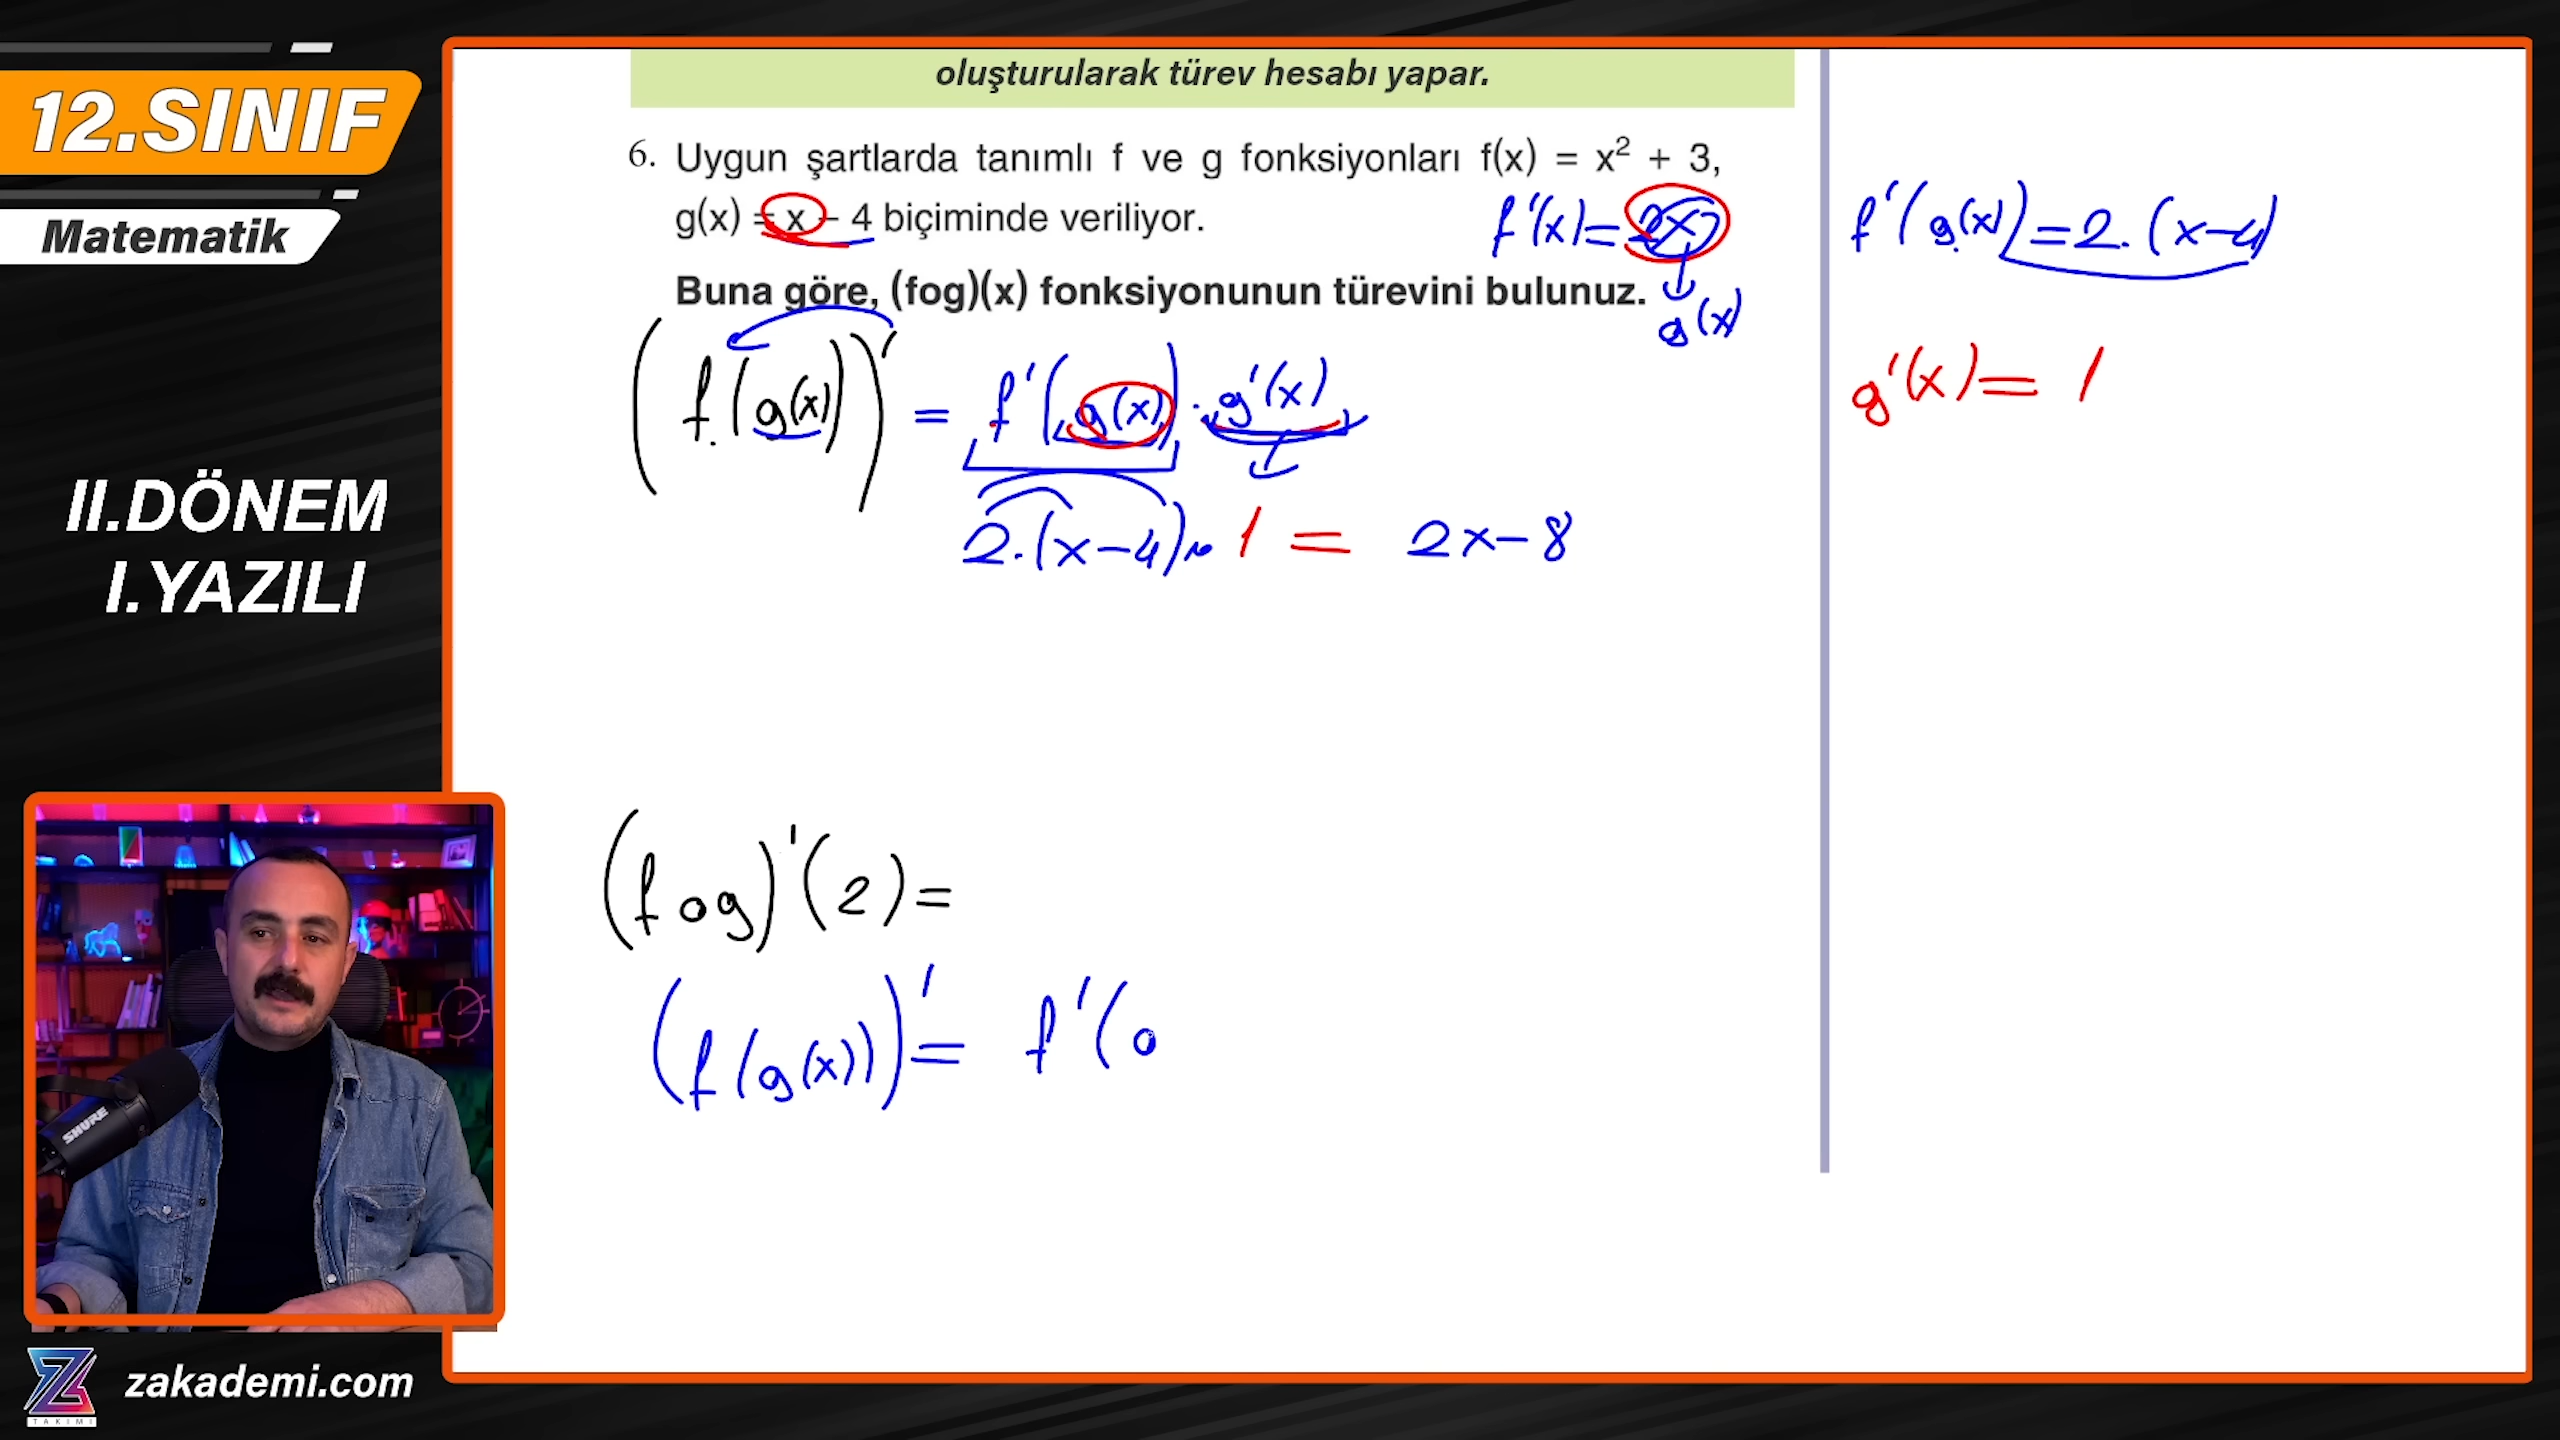 12.SINIF
Matematik
II.DÖNEM
I.YAZILI
oluşturularak türev hesabı yapar.
6. Uygun şartlarda tanımlı f ve g fonksiyonları f(x) = x² + 3,
g(x) = x – 4 biçiminde veriliyor.
f'(x) = 2x
Buna göre, (fog)(x) fonksiyonunun türevini bulunuz.
g(x)
(f(g(x)))' = f'(g(x)) . g'(x)
2.(x-4). 1 = 2x-8
f'(g(x)) = 2.(x-4)
g'(x) = 1
(fog)'(2) =
(f(g(x)))' = f'(
SHURE
TAKIMI
zakademi.com